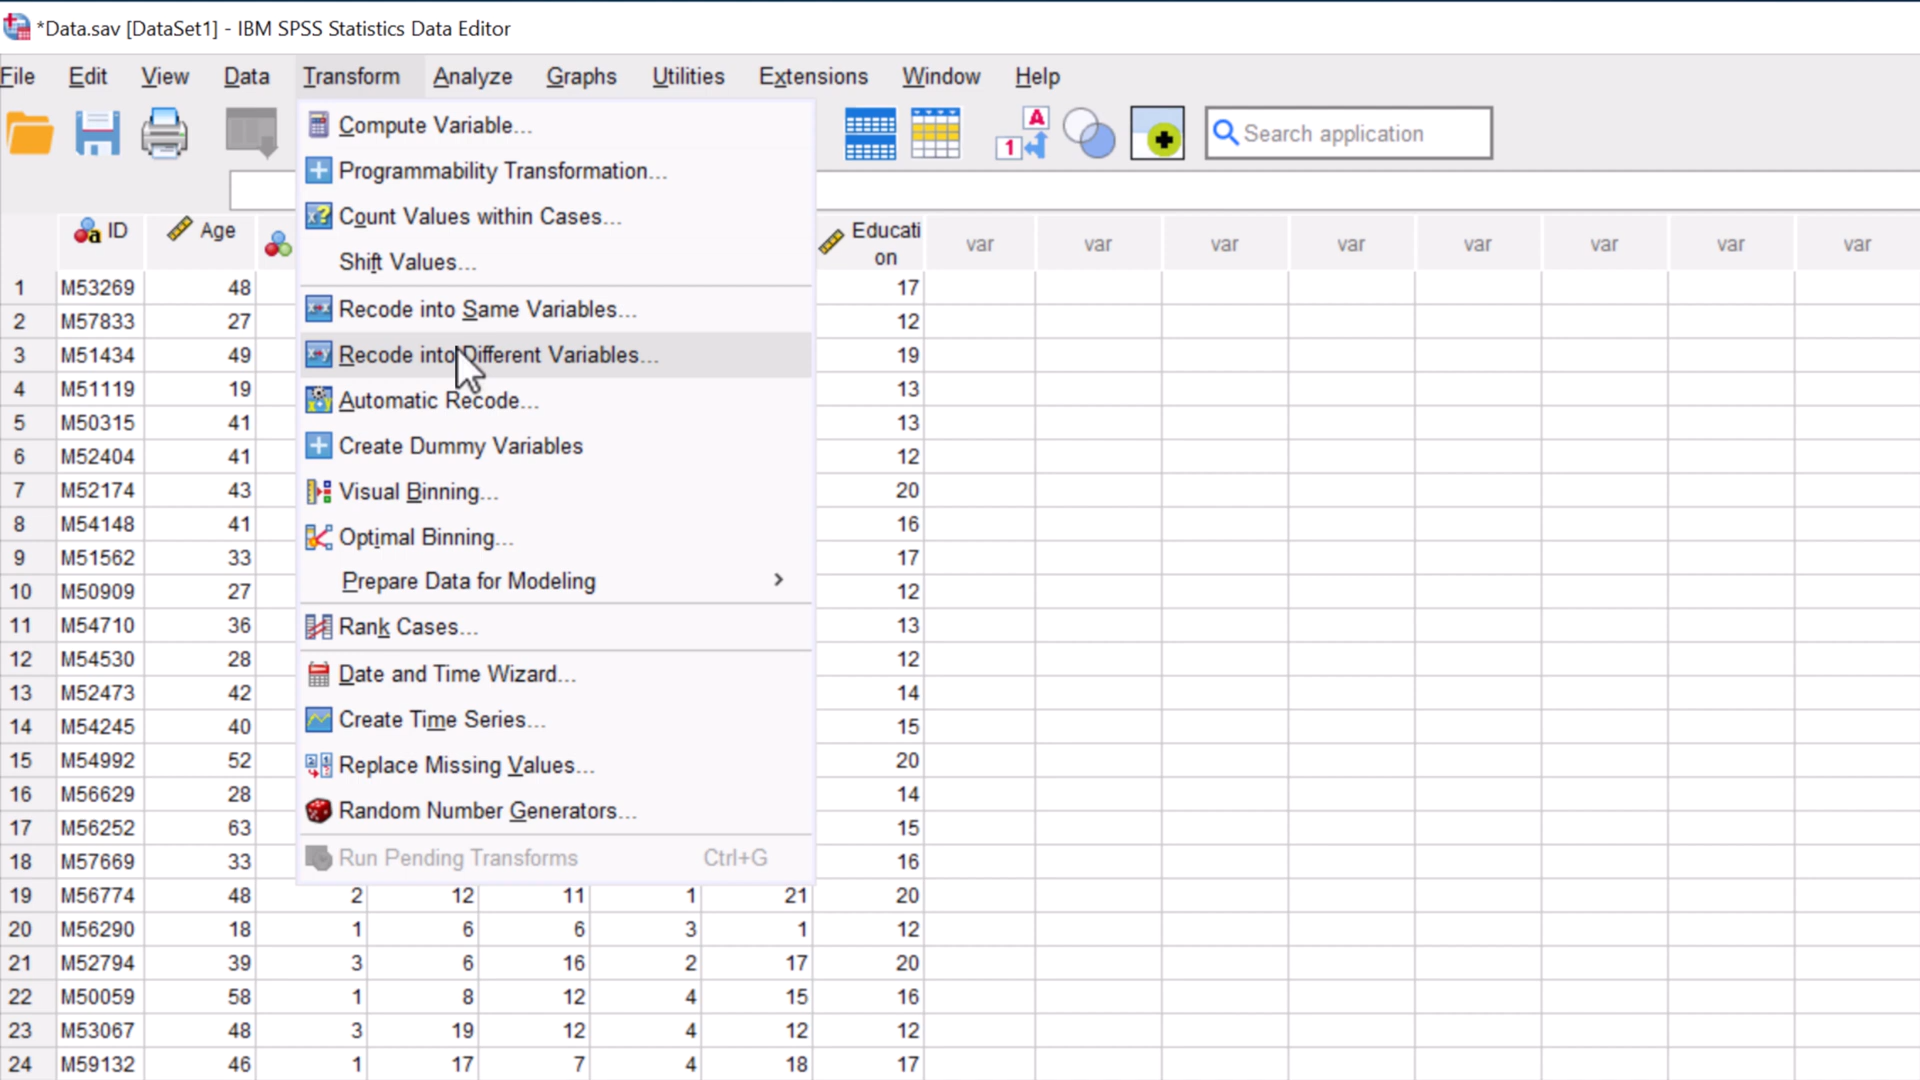 *Data.sav [DataSet1] - IBM SPSS Statistics Data Editor
File Edit View Data Transform Analyze Graphs Utilities Extensions Window Help
A
1
Search application
Compute Variable...
Programmability Transformation...
Count Values within Cases...
Shift Values...
Recode into Same Variables...
Recode into Different Variables...
Automatic Recode...
Create Dummy Variables
Visual Binning...
Optimal Binning...
Prepare Data for Modeling
Rank Cases...
Date and Time Wizard...
Create Time Series...
Replace Missing Values...
Random Number Generators...
Run Pending Transforms Ctrl+G
ID Age Education var var var var var var var var
1 M53269 48 17
2 M57833 27 12
3 M51434 49 19
4 M51119 19 13
5 M50315 41 13
6 M52404 41 12
7 M52174 43 20
8 M54148 41 16
9 M51562 33 17
10 M50909 27 12
11 M54710 36 13
12 M54530 28 12
13 M52473 42 14
14 M54245 40 15
15 M54992 52 20
16 M56629 28 14
17 M56252 63 15
18 M57669 33 16
19 M56774 48 2 12 11 1 21 20
20 M56290 18 1 6 6 3 1 12
21 M52794 39 3 6 16 2 17 20
22 M50059 58 1 8 12 4 15 16
23 M53067 48 3 19 12 4 12 12
24 M59132 46 1 17 7 4 18 17